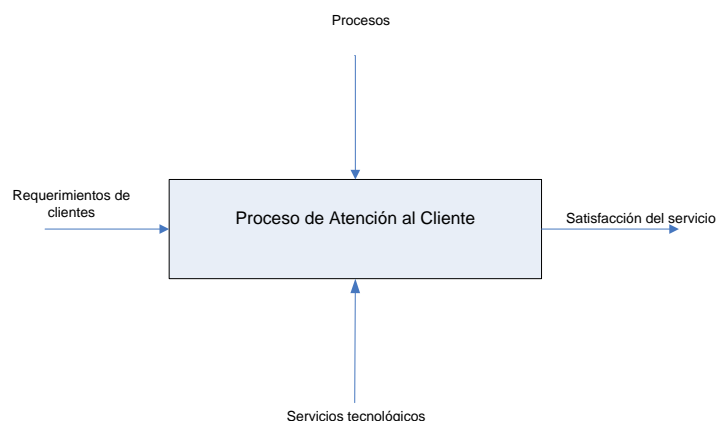 Procesos
Requerimientos de
clientes
Proceso de Atención al Cliente
Satisfacción del servicio
Servicios tecnológicos